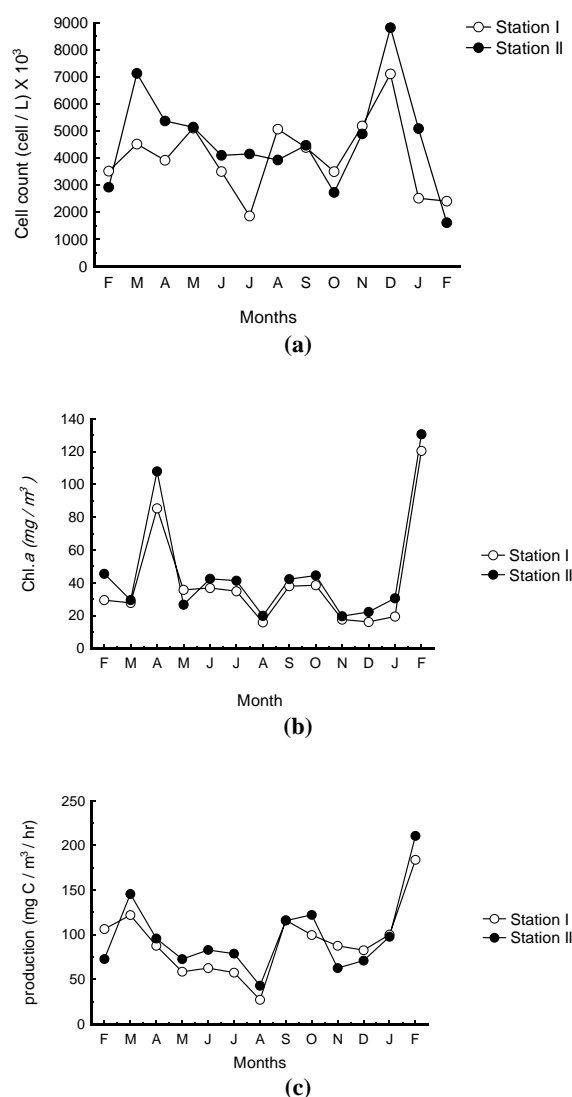 Cell count (cell / L) X 10³
9000
8000
7000
6000
5000
4000
3000
2000
1000
0
F M A M J J A S O N D J F
Months
Station I
Station II
(a)
Chl.a (mg / m³)
140
120
100
80
60
40
20
0
F M A M J J A S O N D J F
Month
Station I
Station II
(b)
production (mg C / m³ / hr)
250
200
150
100
50
0
F M A M J J A S O N D J F
Months
Station I
Station II
(c)